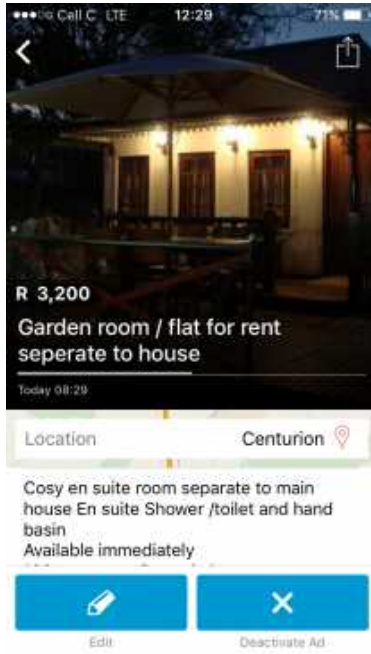 Cell C LTE 12:29 71%
R 3,200
Garden room / flat for rent
seperate to house
Today 08:29
Location Centurion
Cosy en suite room separate to main
house En suite Shower /toilet and hand
basin
Available immediately
Edit Deactivate Ad